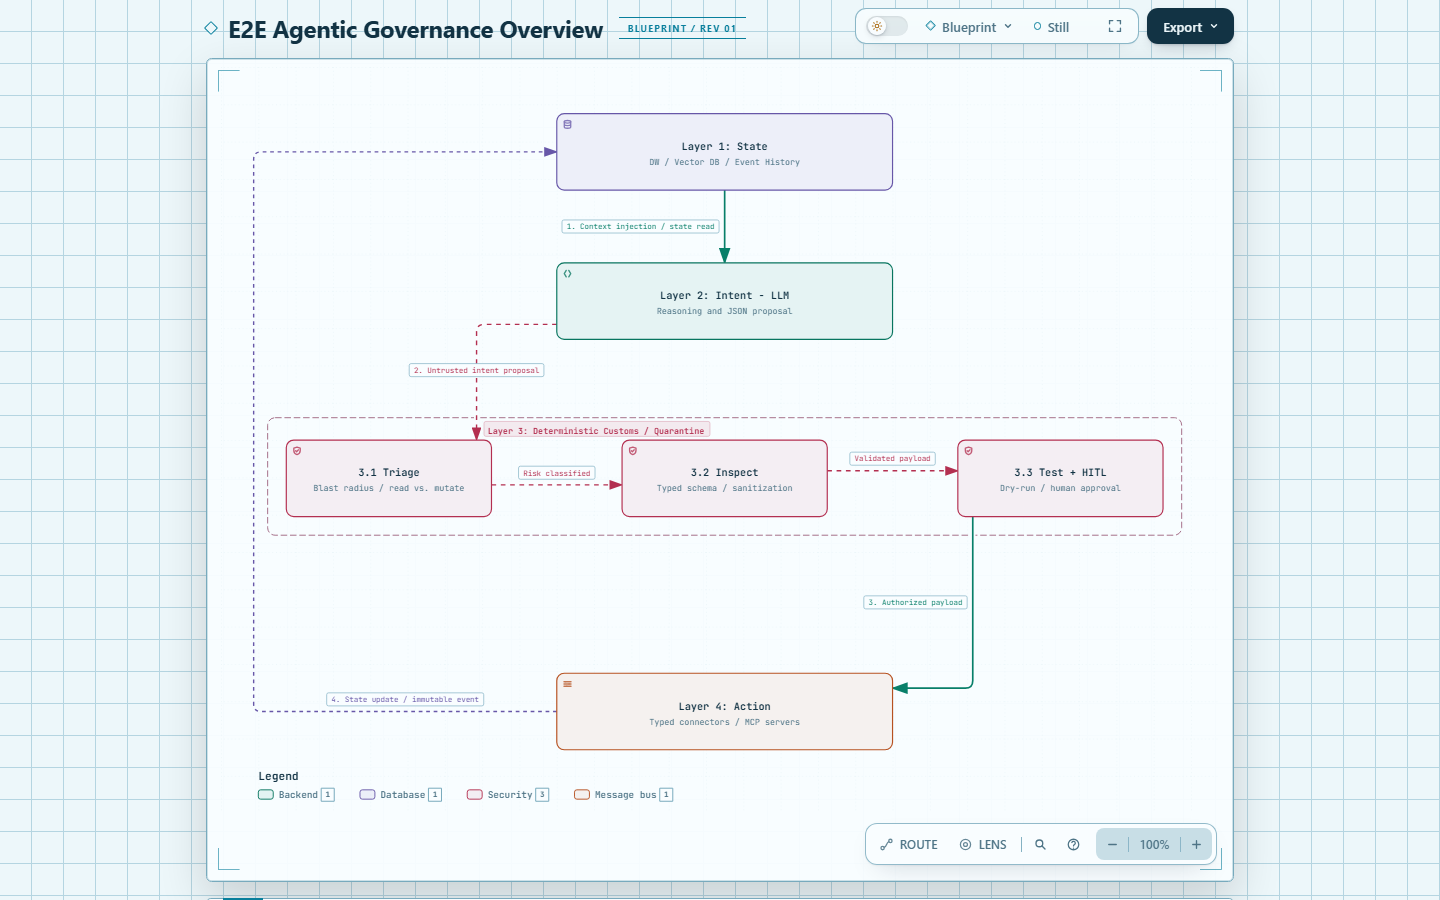 E2E Agentic Governance Overview
BLUEPRINT / REV 01
Blueprint
Still
Export
Layer 1: State
DW / Vector DB / Event History
1. Context injection / state read
Layer 2: Intent - LLM
Reasoning and JSON proposal
2. Untrusted intent proposal
Layer 3: Deterministic Customs / Quarantine
3.1 Triage
Blast radius / read vs. mutate
Risk classified
3.2 Inspect
Typed schema / sanitization
Validated payload
3.3 Test + HITL
Dry-run / human approval
3. Authorized payload
4. State update / immutable event
Layer 4: Action
Typed connectors / MCP servers
Legend
Backend 1
Database 1
Security 3
Message bus 1
ROUTE
LENS
100%